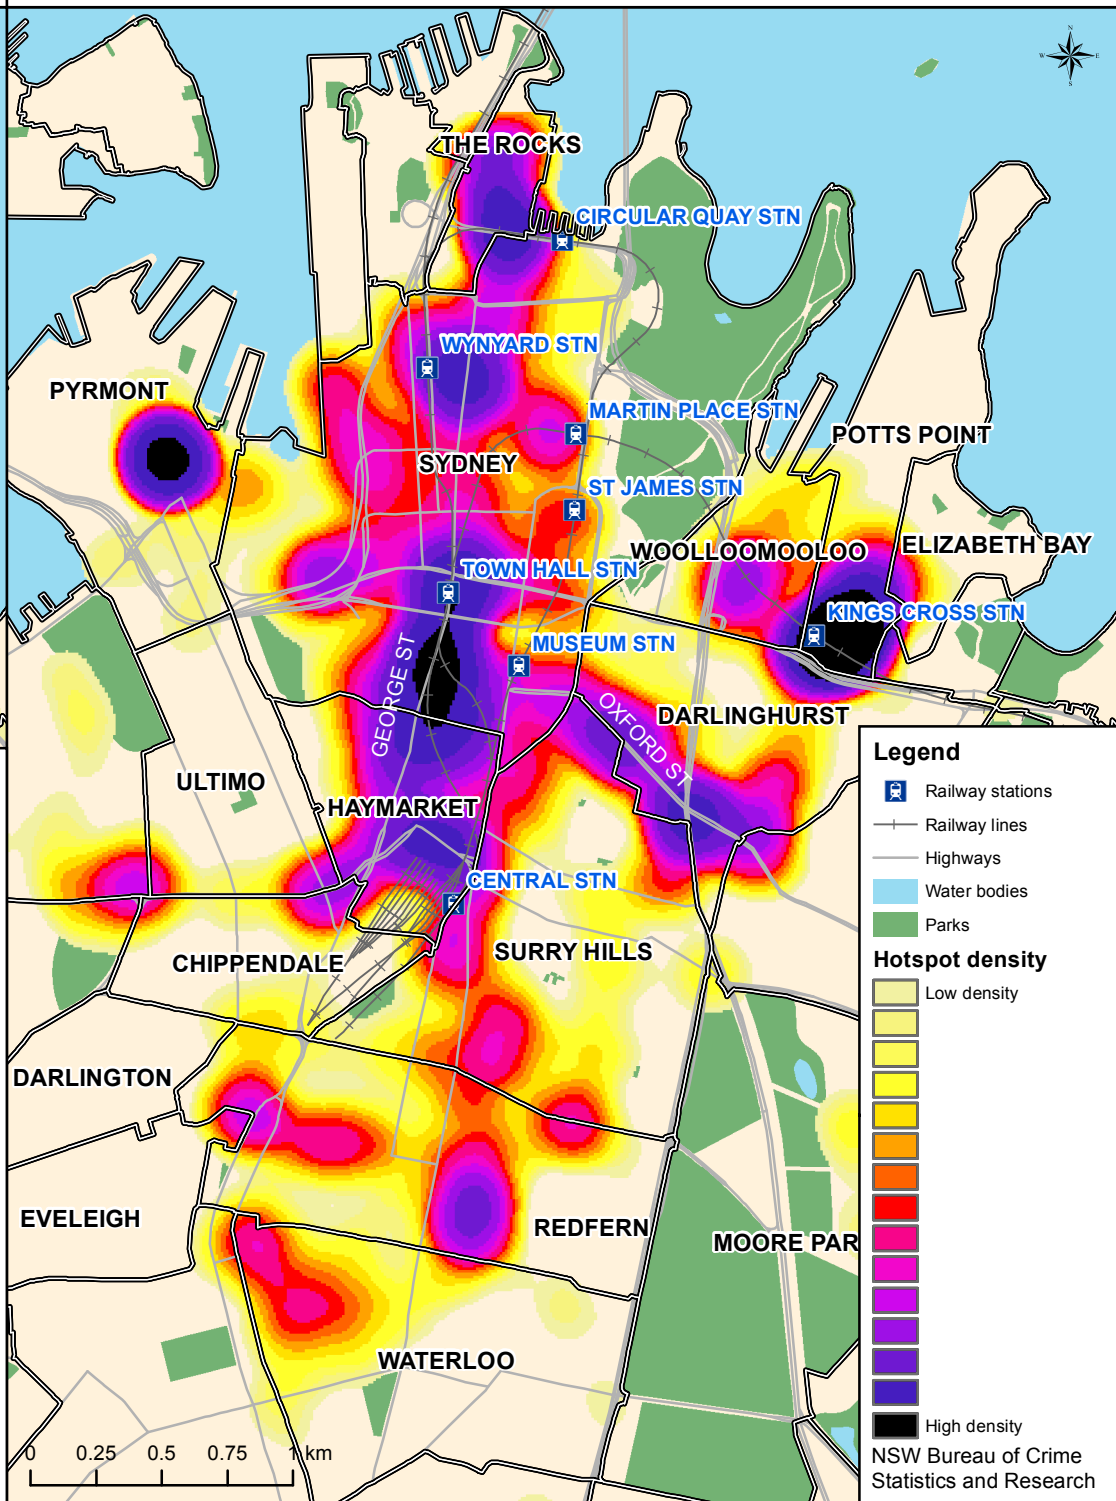 N
W
E
S
THE ROCKS
CIRCULAR QUAY STN
WYNYARD STN
PYRMONT
MARTIN PLACE STN
POTTS POINT
SYDNEY
ST JAMES STN
WOOLLOOMOOLOO
ELIZABETH BAY
TOWN HALL STN
KINGS CROSS STN
MUSEUM STN
GEORGE ST
OXFORD ST
DARLINGHURST
ULTIMO
HAYMARKET
CENTRAL STN
SURRY HILLS
CHIPPENDALE
DARLINGTON
EVELEIGH
REDFERN
MOORE PAR
WATERLOO
0 0.25 0.5 0.75 1 km
Legend
Railway stations
Railway lines
Highways
Water bodies
Parks
Hotspot density
Low density
High density
NSW Bureau of Crime
Statistics and Research